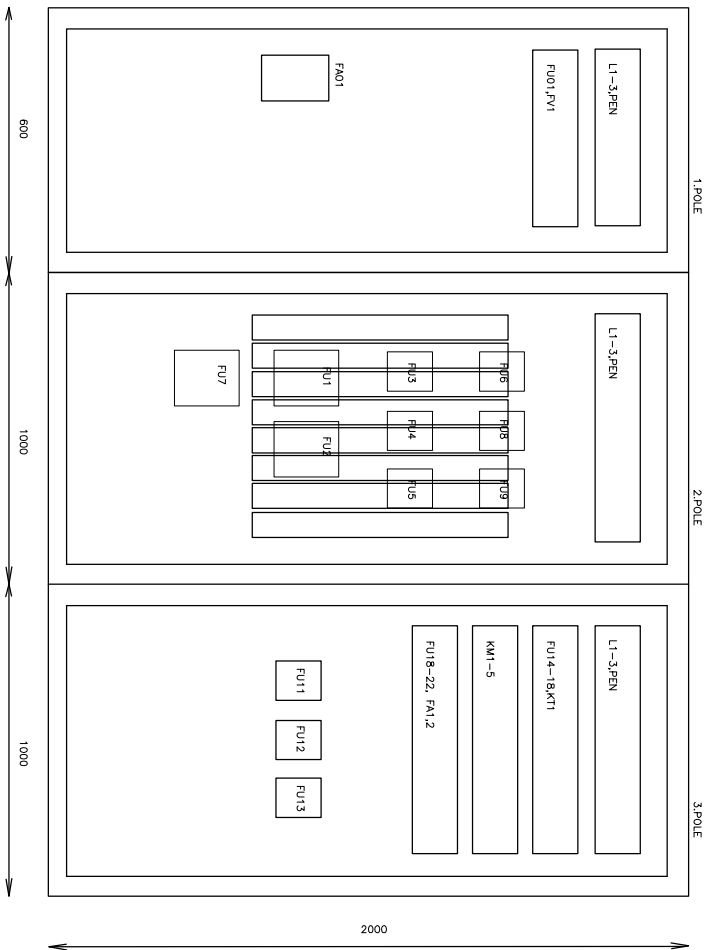 1.POLE
L1-3,PEN
FU01,FV1
FA01
600
2.POLE
L1-3,PEN
FU6
FU8
FU9
FU3
FU4
FU5
FU1
FU2
FU7
1000
3.POLE
L1-3,PEN
FU14-18,KT1
KM1-5
FU18-22, FA1,2
FU11
FU12
FU13
1000
2000